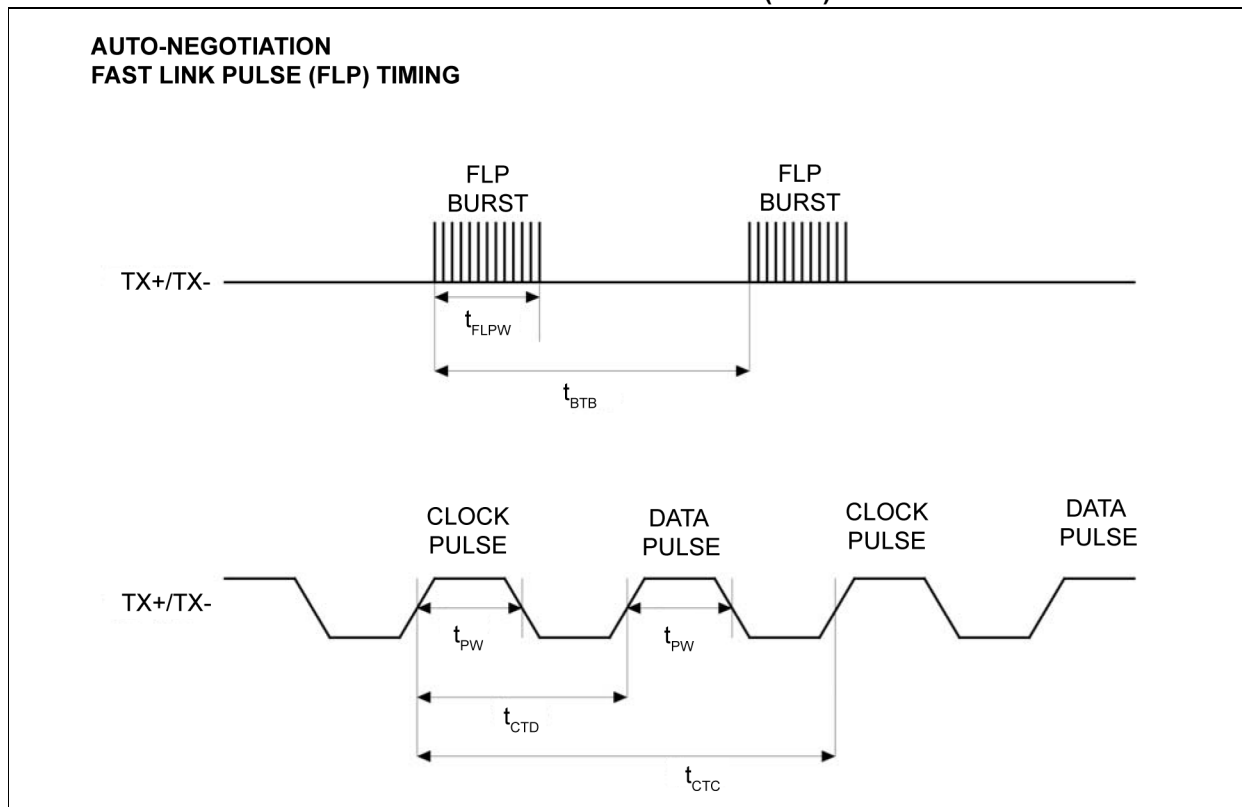 AUTO-NEGOTIATION
FAST LINK PULSE (FLP) TIMING
FLP
BURST
FLP
BURST
TX+/TX-
tFLPW
tBTB
CLOCK
PULSE
DATA
PULSE
CLOCK
PULSE
DATA
PULSE
TX+/TX-
tPW
tPW
tCTD
tCTC